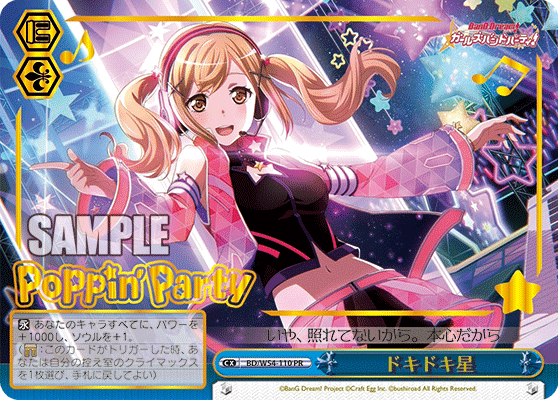 BanG Dream!
ガールズバンドパーティ!
SAMPLE
Poppin'Party
いや、照れてないから。本心だから
永 あなたのキャラすべてに、パワーを
+1000し、ソウルを+1。
(:このカードがトリガーした時、あ
なたは自分の控え室のクライマックス
を1枚選び、手札に戻してよい)
CX
BD/WS4-110 PR
ドキドキ星
©BanG Dream! Project ©Craft Egg Inc. ©bushiroad All Rights Reserved.